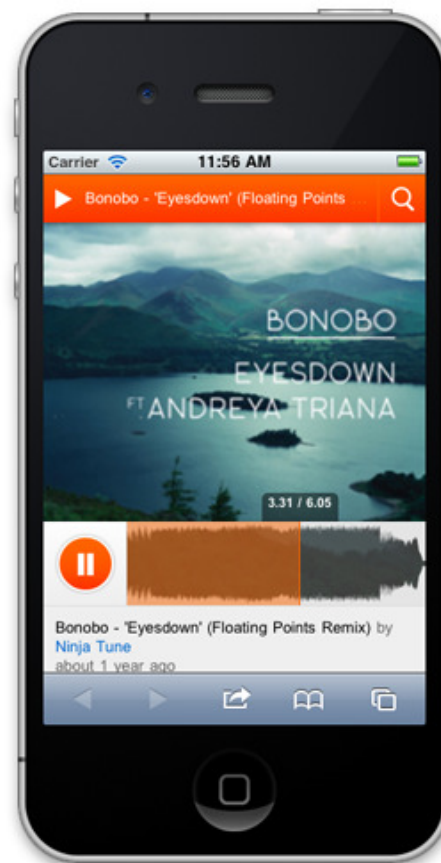 Carrier 11:56 AM
Bonobo - 'Eyesdown' (Floating Points ...
BONOBO
EYESDOWN
FT ANDREYA TRIANA
3.31 / 6.05
Bonobo - 'Eyesdown' (Floating Points Remix) by
Ninja Tune
about 1 year ago